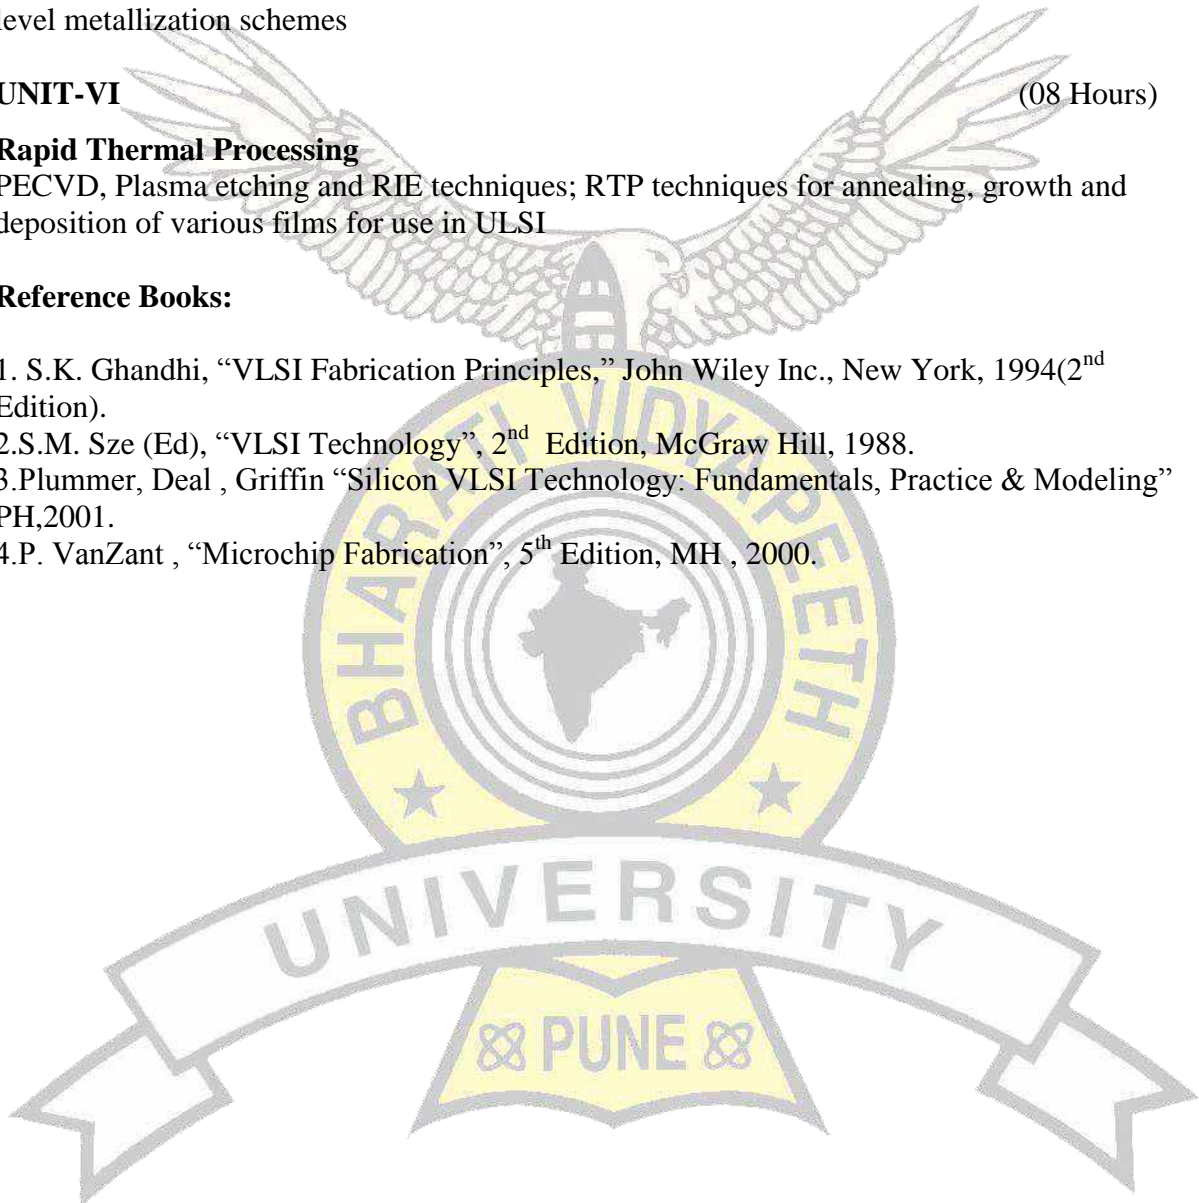 level metallization schemes
UNIT-VI (08 Hours)
Rapid Thermal Processing
PECVD, Plasma etching and RIE techniques; RTP techniques for annealing, growth and
deposition of various films for use in ULSI
Reference Books:
1. S.K. Ghandhi, “VLSI Fabrication Principles,” John Wiley Inc., New York, 1994(2nd
Edition).
2.S.M. Sze (Ed), “VLSI Technology”, 2nd Edition, McGraw Hill, 1988.
3.Plummer, Deal , Griffin “Silicon VLSI Technology: Fundamentals, Practice & Modeling”
PH,2001.
4.P. VanZant , “Microchip Fabrication”, 5th Edition, MH , 2000.
BHARATI VIDYAPEETH
UNIVERSITY
PUNE